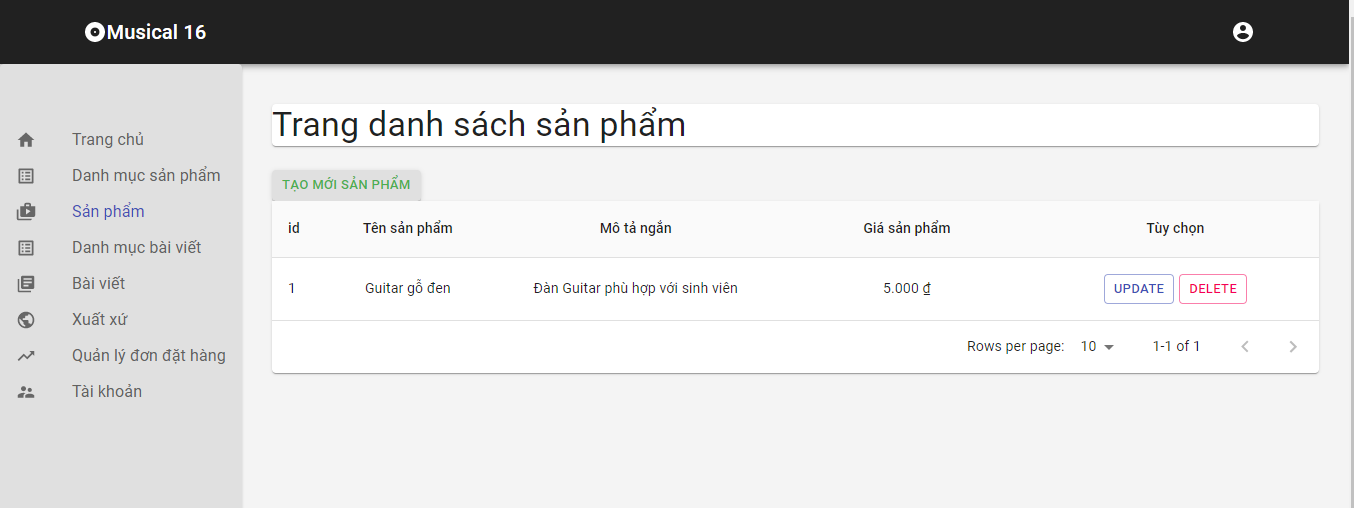 Musical 16
Trang chủ
Danh mục sản phẩm
Sản phẩm
Danh mục bài viết
Bài viết
Xuất xứ
Quản lý đơn đặt hàng
Tài khoản
Trang danh sách sản phẩm
TẠO MỚI SẢN PHẨM
id Tên sản phẩm Mô tả ngắn Giá sản phẩm Tùy chọn
1 Guitar gỗ đen Đàn Guitar phù hợp với sinh viên 5.000 ₫ UPDATE DELETE
Rows per page: 10 1-1 of 1